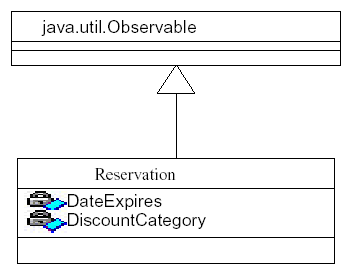 java.util.Observable
Reservation
DateExpires
DiscountCategory